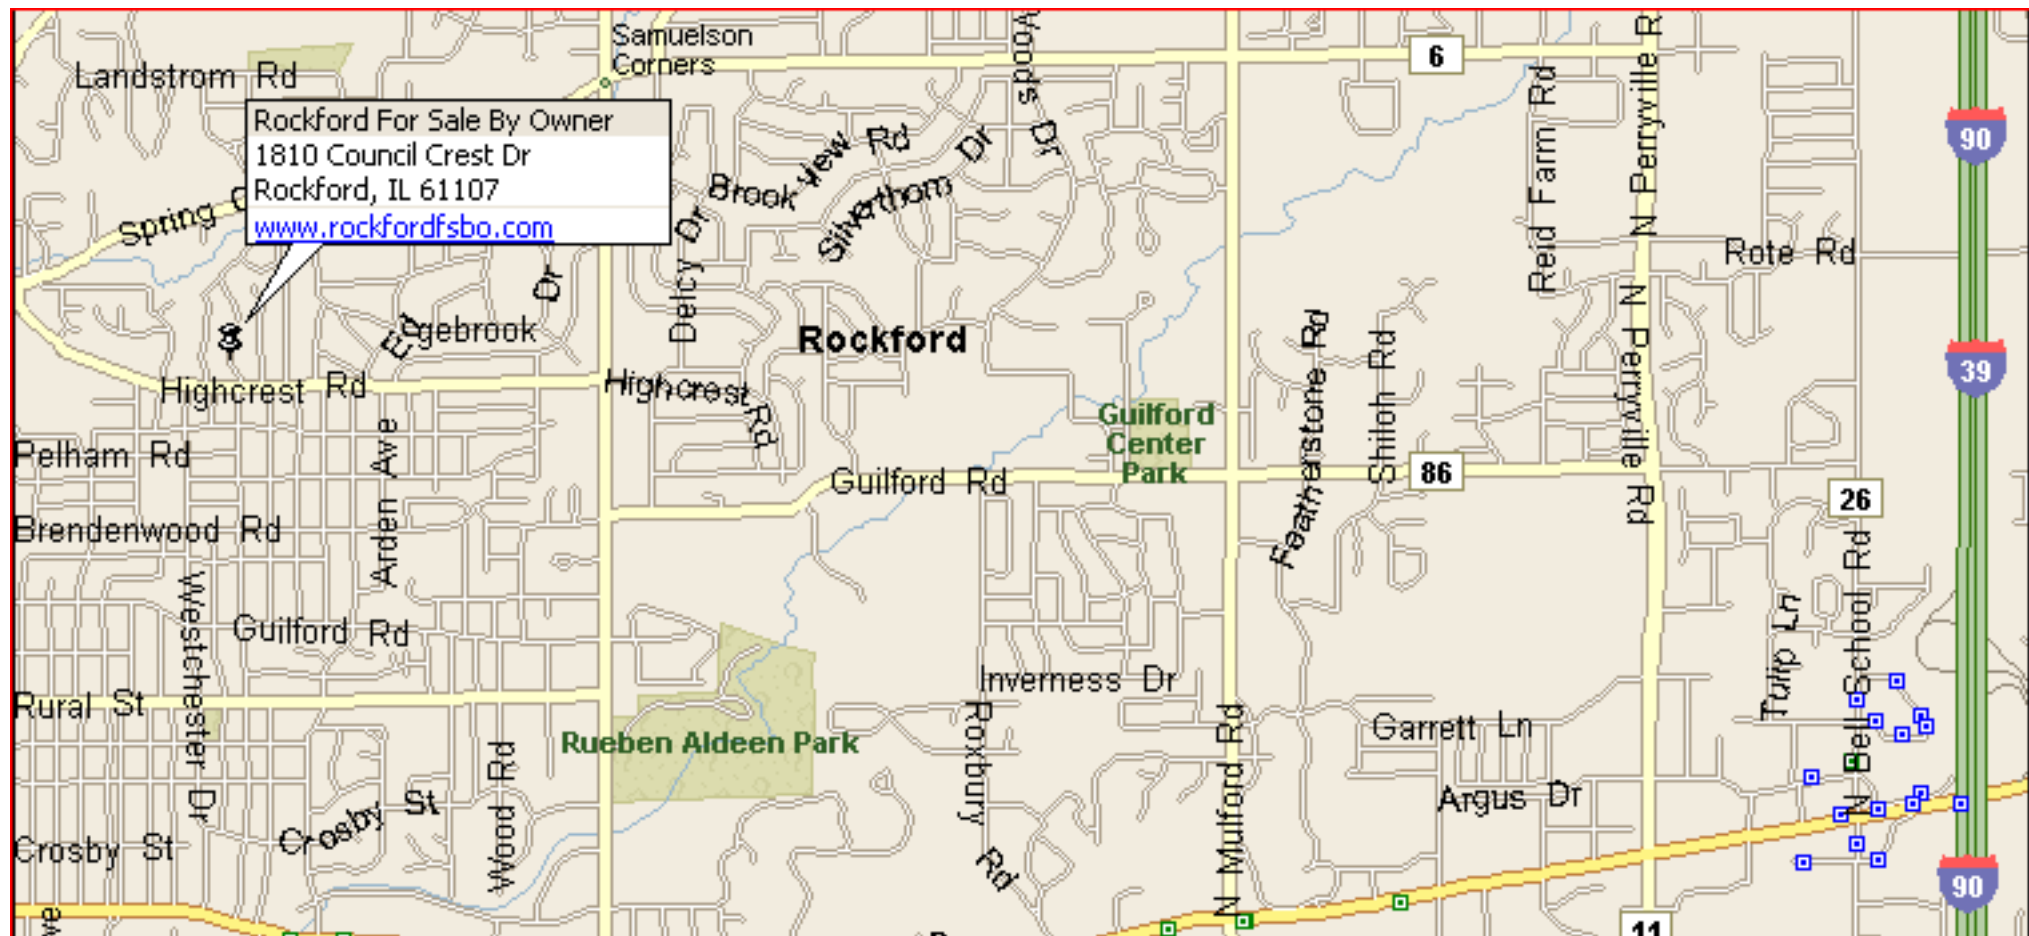 Samuelson
Corners
Landstrom Rd
6
90
Rockford For Sale By Owner
1810 Council Crest Dr
Rockford, IL 61107
www.rockfordfsbo.com
Spring
Woods Dr
Brook view Rd
Silverthorn Dr
Delcy Dr
Reid Farm Rd
N Perryville R
Rote Rd
Edgebrook Dr
Rockford
39
Highcrest Rd
Highcrest Rd
Guilford
Center
Park
Featherstone Rd
Shiloh Rd
N Perryville Rd
Pelham Rd
Arden Ave
Guilford Rd
86
26
Brendenwood Rd
Westchester Dr
Guilford Rd
Tulip Ln
N Bell School Rd
Inverness Dr
Rural St
Rueben Aldeen Park
Roxbury Rd
N Mulford Rd
Garrett Ln
Argus Dr
Crosby St
Crosby St
Wood Rd
90
11